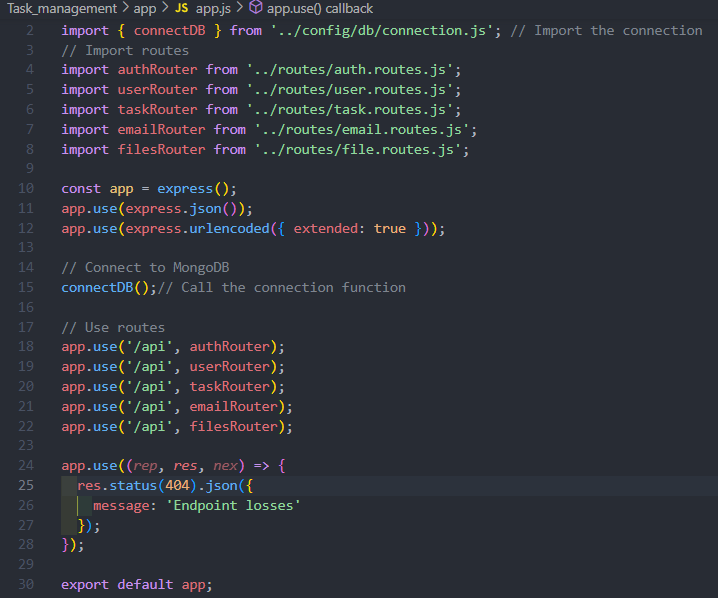 Task_management > app > JS app.js > app.use() callback
2 import { connectDB } from '../config/db/connection.js'; // Import the connection
3 // Import routes
4 import authRouter from '../routes/auth.routes.js';
5 import userRouter from '../routes/user.routes.js';
6 import taskRouter from '../routes/task.routes.js';
7 import emailRouter from '../routes/email.routes.js';
8 import filesRouter from '../routes/file.routes.js';
9
10 const app = express();
11 app.use(express.json());
12 app.use(express.urlencoded({ extended: true }));
13
14 // Connect to MongoDB
15 connectDB();// Call the connection function
16
17 // Use routes
18 app.use('/api', authRouter);
19 app.use('/api', userRouter);
20 app.use('/api', taskRouter);
21 app.use('/api', emailRouter);
22 app.use('/api', filesRouter);
23
24 app.use((rep, res, nex) => {
25   res.status(404).json({
26     message: 'Endpoint losses'
27   });
28 });
29
30 export default app;